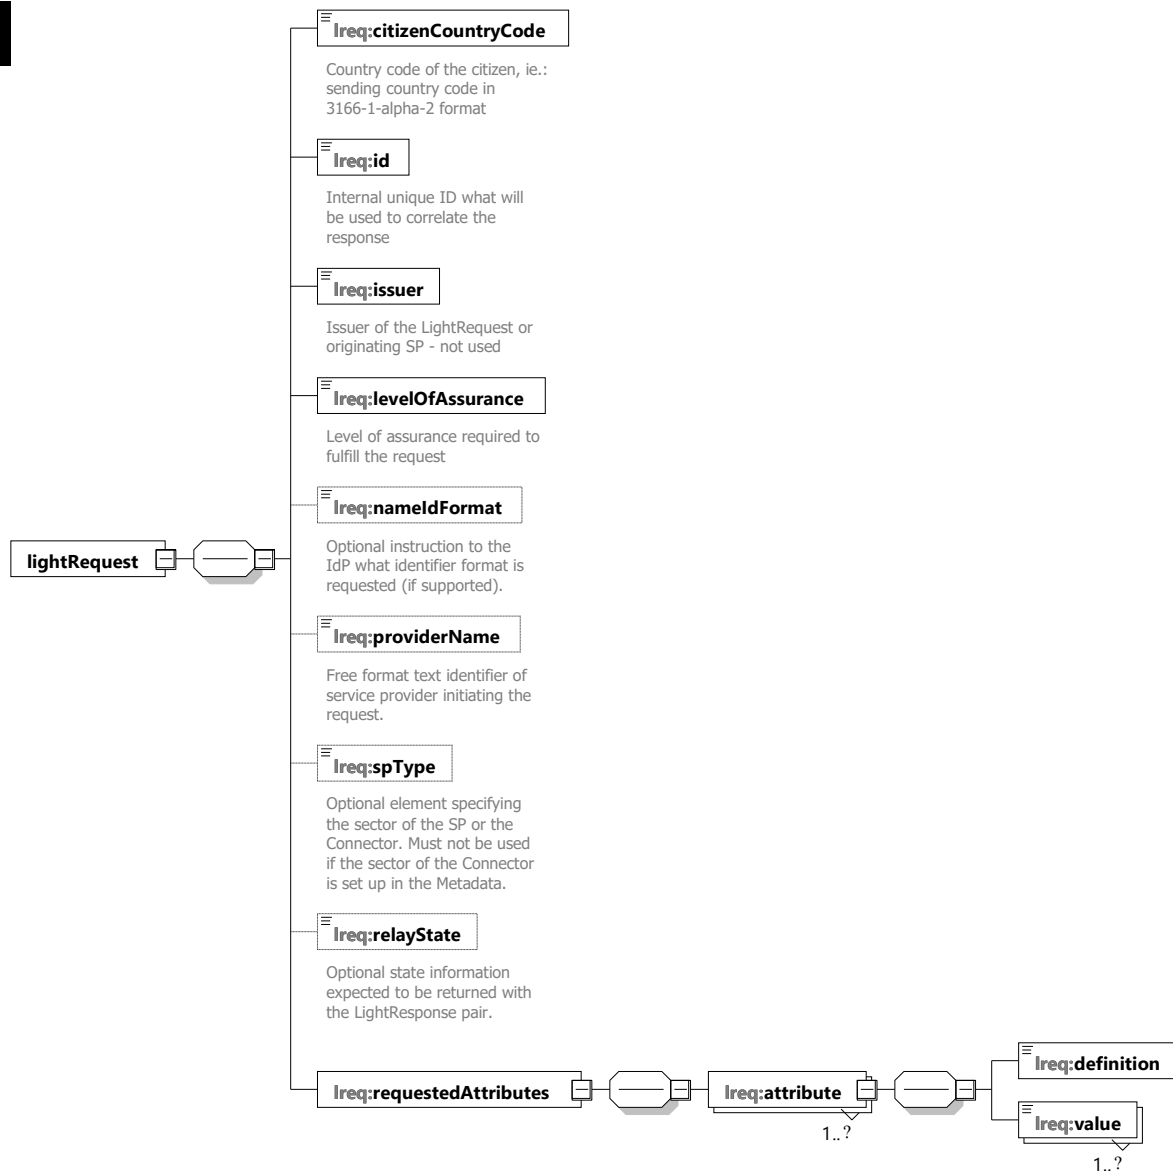 lreq:citizenCountryCode
Country code of the citizen, ie.:
sending country code in
3166-1-alpha-2 format
lreq:id
Internal unique ID what will
be used to correlate the
response
lreq:issuer
Issuer of the LightRequest or
originating SP - not used
lreq:levelOfAssurance
Level of assurance required to
fulfill the request
lreq:nameIdFormat
Optional instruction to the
IdP what identifier format is
requested (if supported).
lightRequest
lreq:providerName
Free format text identifier of
service provider initiating the
request.
lreq:spType
Optional element specifying
the sector of the SP or the
Connector. Must not be used
if the sector of the Connector
is set up in the Metadata.
lreq:relayState
Optional state information
expected to be returned with
the LightResponse pair.
lreq:requestedAttributes
lreq:attribute
1..?
lreq:definition
lreq:value
1..?